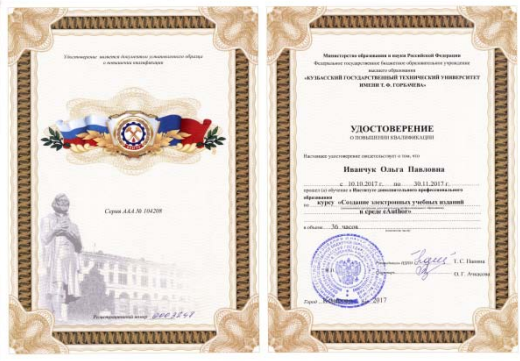 Удостоверение является документом установленного образца
о повышении квалификации
Серия ААА № 104208
Регистрационный номер
Министерство образования и науки Российской Федерации
Федеральное государственное бюджетное образовательное учреждение
высшего образования
«КУЗБАССКИЙ ГОСУДАРСТВЕННЫЙ ТЕХНИЧЕСКИЙ УНИВЕРСИТЕТ
ИМЕНИ Т. Ф. ГОРБАЧЕВА»
УДОСТОВЕРЕНИЕ
О ПОВЫШЕНИИ КВАЛИФИКАЦИИ
Настоящее удостоверение свидетельствует о том, что
Иванчук Ольга Павловна
с 10.10.2017 г. по 30.11.2017 г.
прошел (а) обучение в Институте дополнительного профессионального
образования
по курсу «Создание электронных учебных изданий
в среде «Author»
в объеме 36 часов
Город 2017